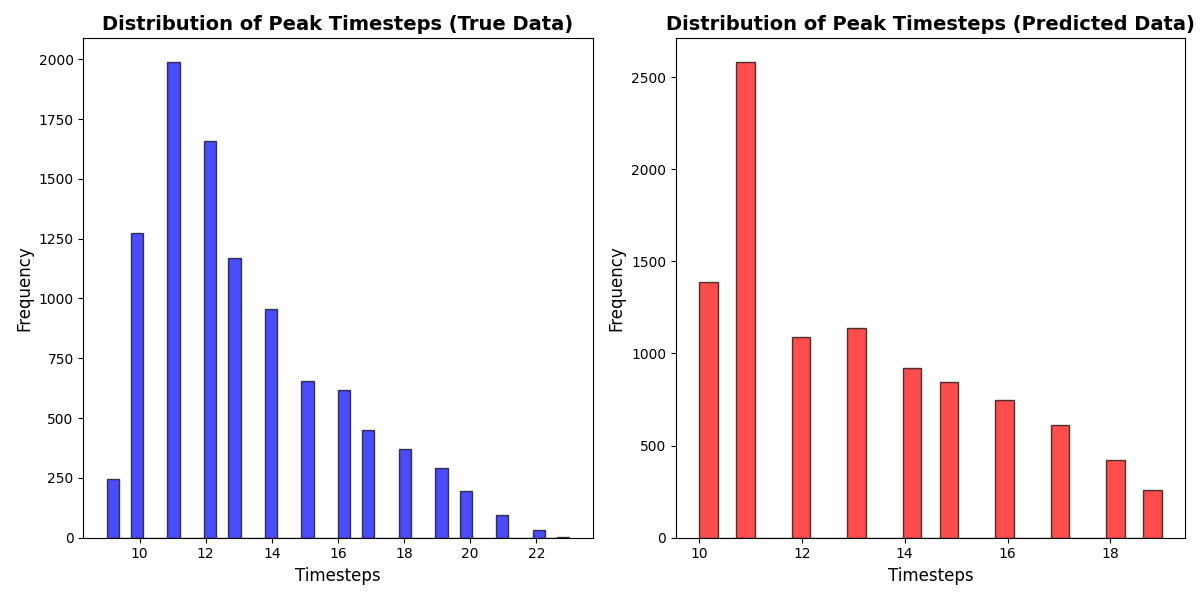 Distribution of Peak Timesteps (True Data)
2000
1750
1500
1250
1000
750
500
250
0
Frequency
10 12 14 16 18 20 22
Timesteps
Distribution of Peak Timesteps (Predicted Data)
2500
2000
1500
1000
500
0
Frequency
10 12 14 16 18
Timesteps